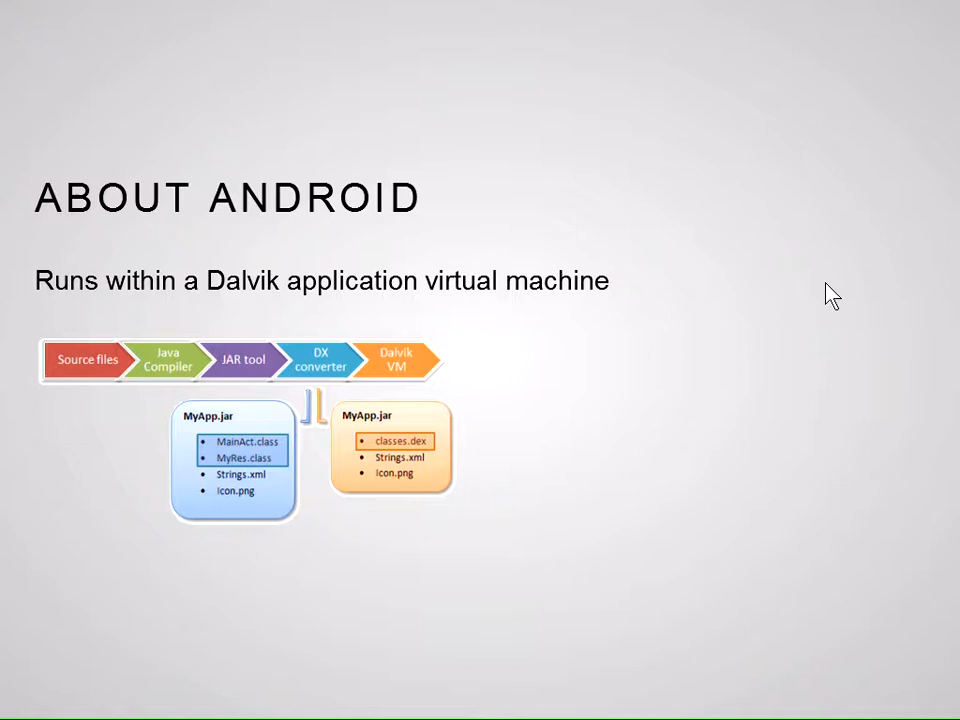 ABOUT ANDROID
Runs within a Dalvik application virtual machine
Source files
Java
Compiler
JAR tool
DX
converter
Dalvik
VM
MyApp.jar
• MainAct.class
• MyRes.class
• Strings.xml
• Icon.png
MyApp.jar
• classes.dex
• Strings.xml
• Icon.png